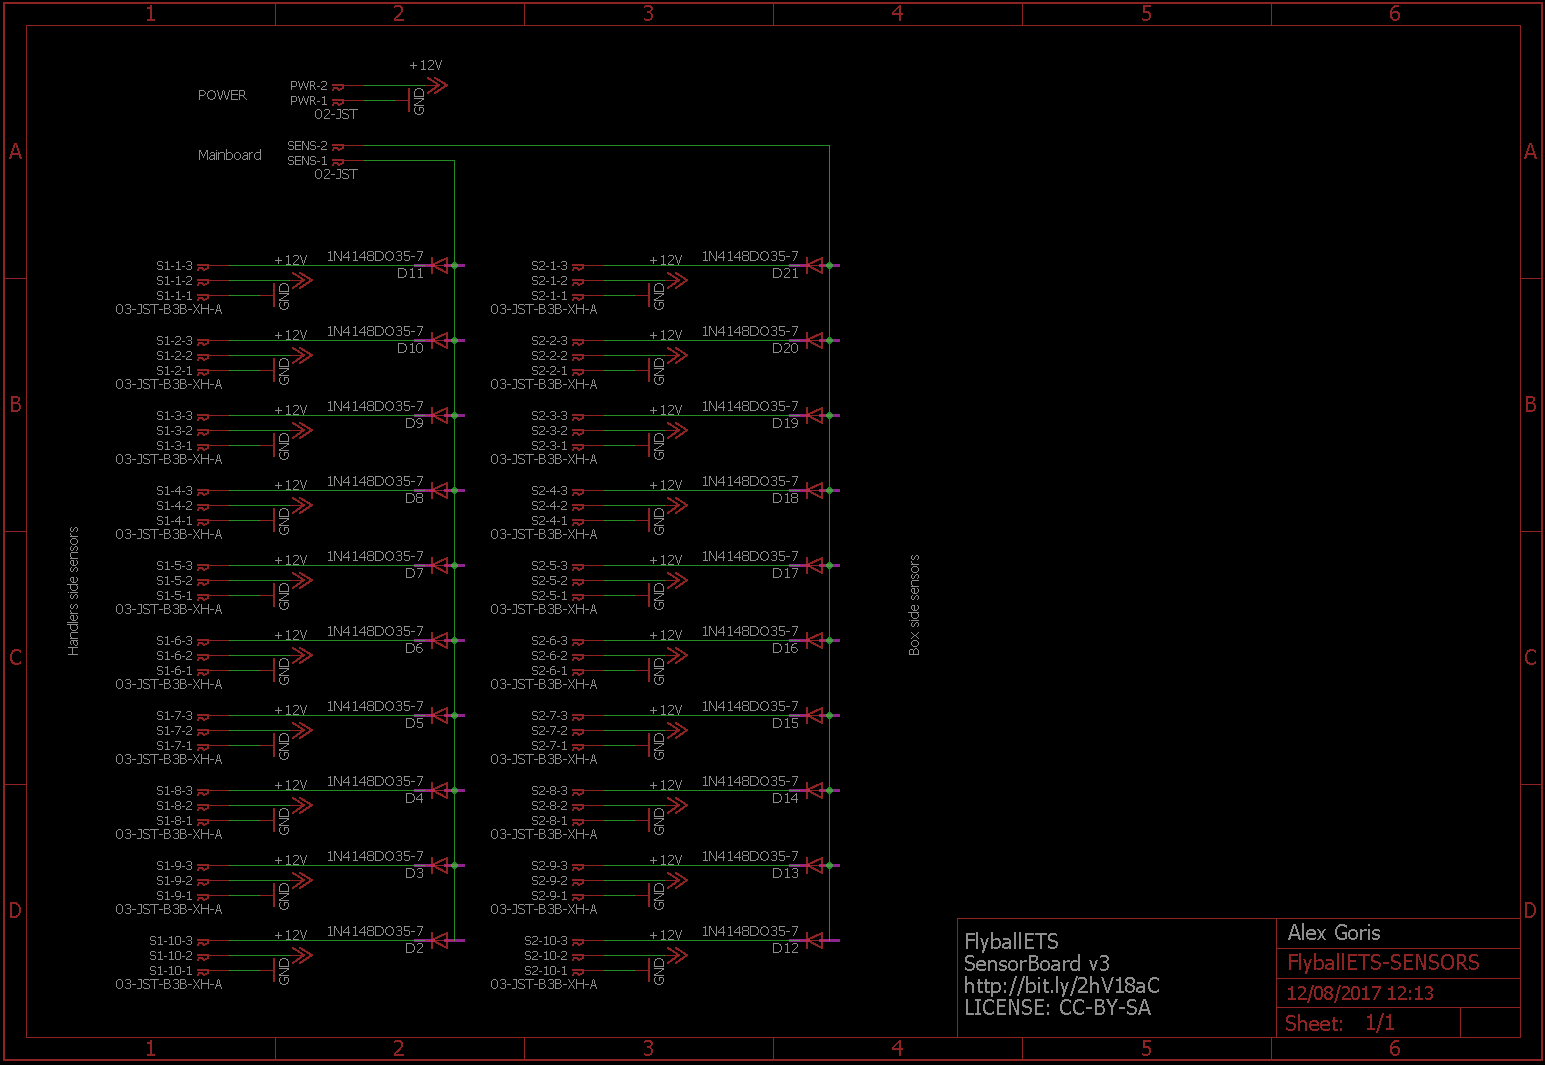 1 2 3 4 5 6
+12V
PWR-2
POWER
PWR-1
GND
02-JST
SENS-2
A Mainboard A
SENS-1
02-JST
1N4148DO35-7 1N4148DO35-7
S1-1-3 +12V D11 S2-1-3 +12V D21
S1-1-2 S2-1-2
S1-1-1 GND S2-1-1 GND
03-JST-B3B-XH-A 03-JST-B3B-XH-A
1N4148DO35-7 1N4148DO35-7
S1-2-3 +12V D10 S2-2-3 +12V D20
S1-2-2 S2-2-2
S1-2-1 GND S2-2-1 GND
03-JST-B3B-XH-A 03-JST-B3B-XH-A
B B
1N4148DO35-7 1N4148DO35-7
S1-3-3 +12V D9 S2-3-3 +12V D19
S1-3-2 S2-3-2
S1-3-1 GND S2-3-1 GND
03-JST-B3B-XH-A 03-JST-B3B-XH-A
1N4148DO35-7 1N4148DO35-7
S1-4-3 +12V D8 S2-4-3 +12V D18
S1-4-2 S2-4-2
S1-4-1 GND S2-4-1 GND
03-JST-B3B-XH-A 03-JST-B3B-XH-A
1N4148DO35-7 1N4148DO35-7
S1-5-3 +12V D7 S2-5-3 +12V D17
S1-5-2 S2-5-2
S1-5-1 GND S2-5-1 GND
03-JST-B3B-XH-A 03-JST-B3B-XH-A
Handlers side sensors
Box side sensors
1N4148DO35-7 1N4148DO35-7
S1-6-3 +12V D6 S2-6-3 +12V D16
S1-6-2 S2-6-2
C C
S1-6-1 GND S2-6-1 GND
03-JST-B3B-XH-A 03-JST-B3B-XH-A
1N4148DO35-7 1N4148DO35-7
S1-7-3 +12V D5 S2-7-3 +12V D15
S1-7-2 S2-7-2
S1-7-1 GND S2-7-1 GND
03-JST-B3B-XH-A 03-JST-B3B-XH-A
1N4148DO35-7 1N4148DO35-7
S1-8-3 +12V D4 S2-8-3 +12V D14
S1-8-2 S2-8-2
S1-8-1 GND S2-8-1 GND
03-JST-B3B-XH-A 03-JST-B3B-XH-A
1N4148DO35-7 1N4148DO35-7
S1-9-3 +12V D3 S2-9-3 +12V D13
S1-9-2 S2-9-2
S1-9-1 GND S2-9-1 GND
03-JST-B3B-XH-A 03-JST-B3B-XH-A
D D
1N4148DO35-7 1N4148DO35-7
S1-10-3 +12V D2 S2-10-3 +12V D12
S1-10-2 S2-10-2
S1-10-1 GND S2-10-1 GND
03-JST-B3B-XH-A 03-JST-B3B-XH-A
FlyballETS
SensorBoard v3
http://bit.ly/2hV18aC
LICENSE: CC-BY-SA
Alex Goris
FlyballETS-SENSORS
12/08/2017 12:13
Sheet: 1/1
1 2 3 4 5 6